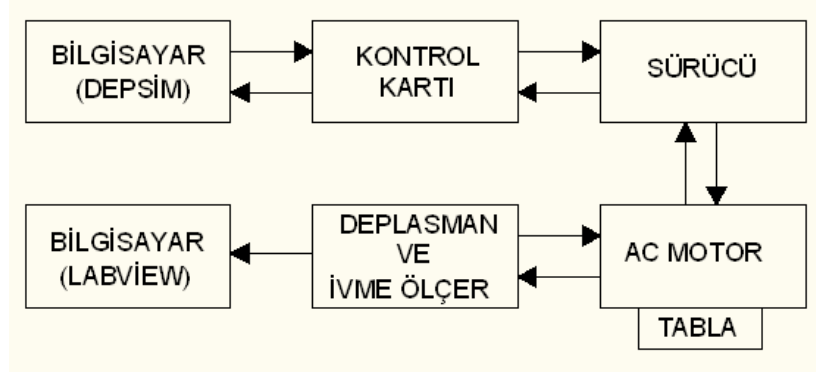 BİLGİSAYAR
(DEPSİM)
KONTROL
KARTI
SÜRÜCÜ
BİLGİSAYAR
(LABVİEW)
DEPLASMAN
VE
İVME ÖLÇER
AC MOTOR
TABLA